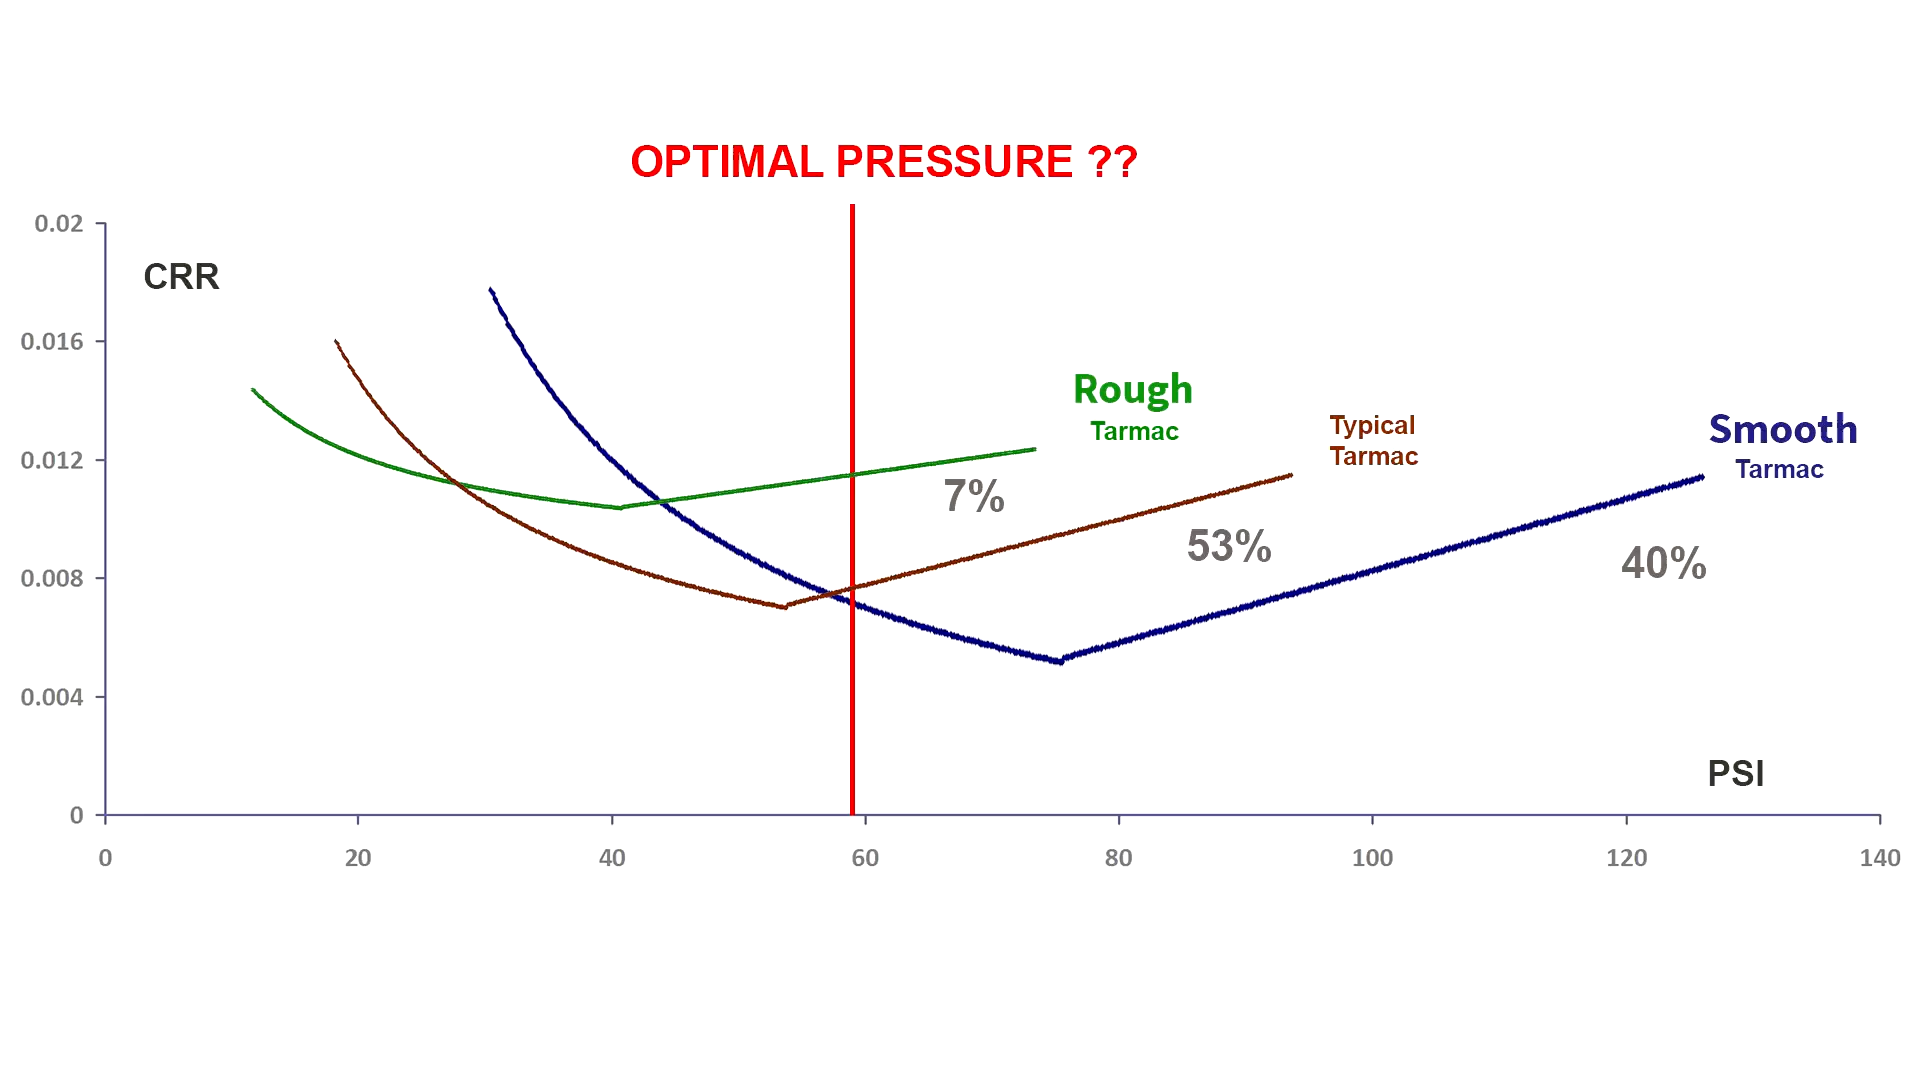 OPTIMAL PRESSURE ??
0.02
CRR
0.016
Rough
Tarmac
Typical
Tarmac
Smooth
Tarmac
0.012
7%
53%
40%
0.008
0.004
PSI
0
0 20 40 60 80 100 120 140